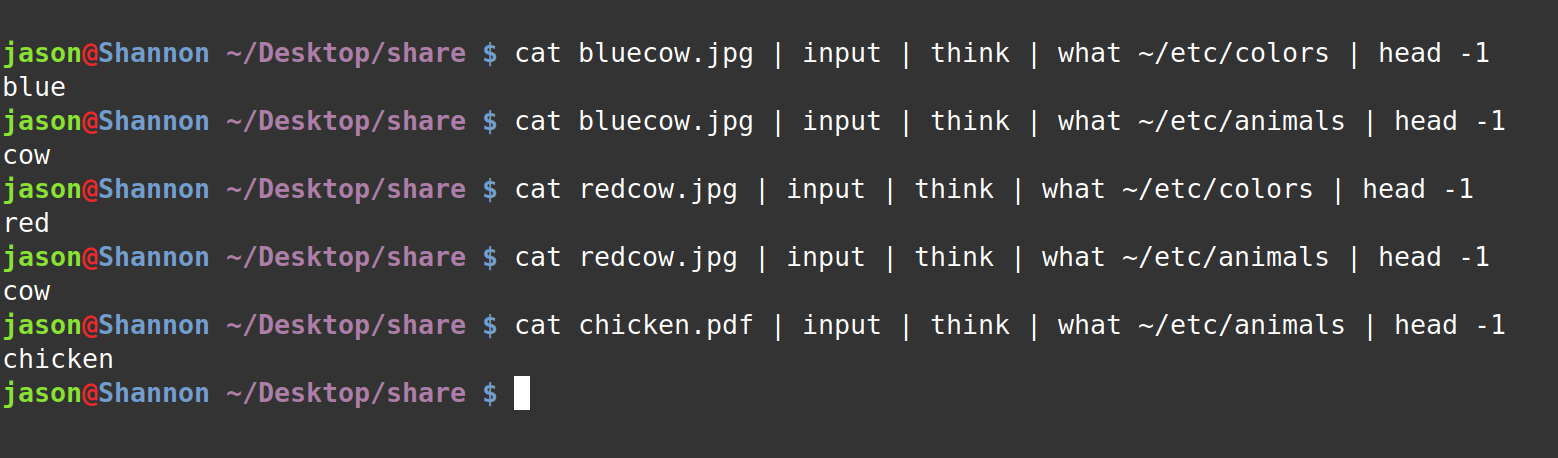 jason@Shannon ~/Desktop/share $ cat bluecow.jpg | input | think | what ~/etc/colors | head -1
blue
jason@Shannon ~/Desktop/share $ cat bluecow.jpg | input | think | what ~/etc/animals | head -1
cow
jason@Shannon ~/Desktop/share $ cat redcow.jpg | input | think | what ~/etc/colors | head -1
red
jason@Shannon ~/Desktop/share $ cat redcow.jpg | input | think | what ~/etc/animals | head -1
cow
jason@Shannon ~/Desktop/share $ cat chicken.pdf | input | think | what ~/etc/animals | head -1
chicken
jason@Shannon ~/Desktop/share $